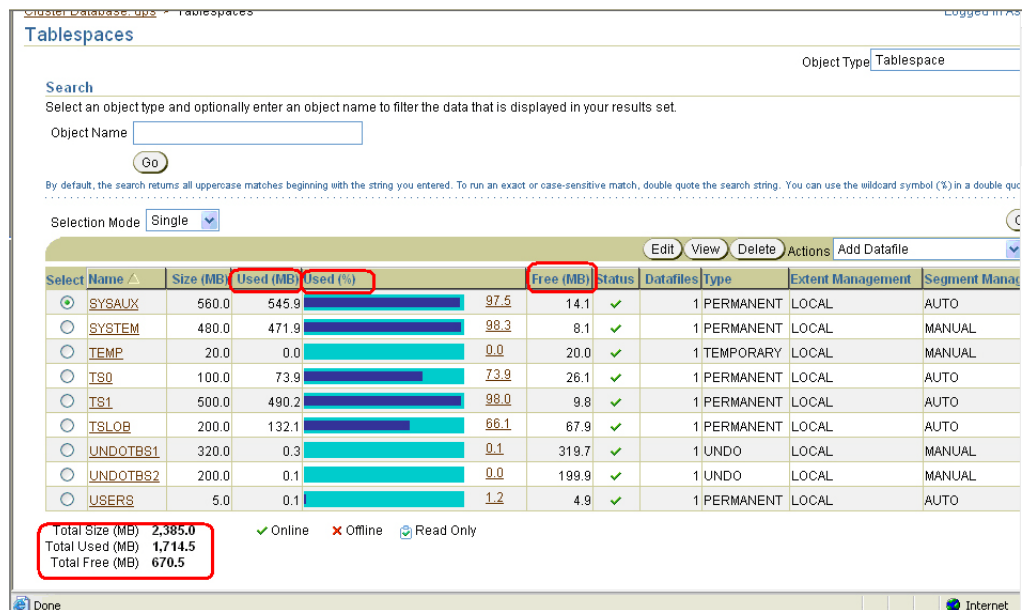 Cluster Database: ups > Tablespaces
Logged in As
Tablespaces
Object Type Tablespace
Search
Select an object type and optionally enter an object name to filter the data that is displayed in your results set.
Object Name
Go
By default, the search returns all uppercase matches beginning with the string you entered. To run an exact or case-sensitive match, double quote the search string. You can use the wildcard symbol (%) in a double quo
Selection Mode Single
Edit View Delete Actions Add Datafile
Select Name Size (MB) Used (MB) Used (%) Free (MB) Status Datafiles Type Extent Management Segment Manag
SYSAUX 560.0 545.9 97.5 14.1 1 PERMANENT LOCAL AUTO
SYSTEM 480.0 471.9 98.3 8.1 1 PERMANENT LOCAL MANUAL
TEMP 20.0 0.0 0.0 20.0 1 TEMPORARY LOCAL MANUAL
TS0 100.0 73.9 73.9 26.1 1 PERMANENT LOCAL AUTO
TS1 500.0 490.2 98.0 9.8 1 PERMANENT LOCAL AUTO
TSLOB 200.0 132.1 66.1 67.9 1 PERMANENT LOCAL AUTO
UNDOTBS1 320.0 0.3 0.1 319.7 1 UNDO LOCAL MANUAL
UNDOTBS2 200.0 0.1 0.0 199.9 1 UNDO LOCAL MANUAL
USERS 5.0 0.1 1.2 4.9 1 PERMANENT LOCAL AUTO
Total Size (MB) 2,385.0 Online Offline Read Only
Total Used (MB) 1,714.5
Total Free (MB) 670.5
Done
Internet